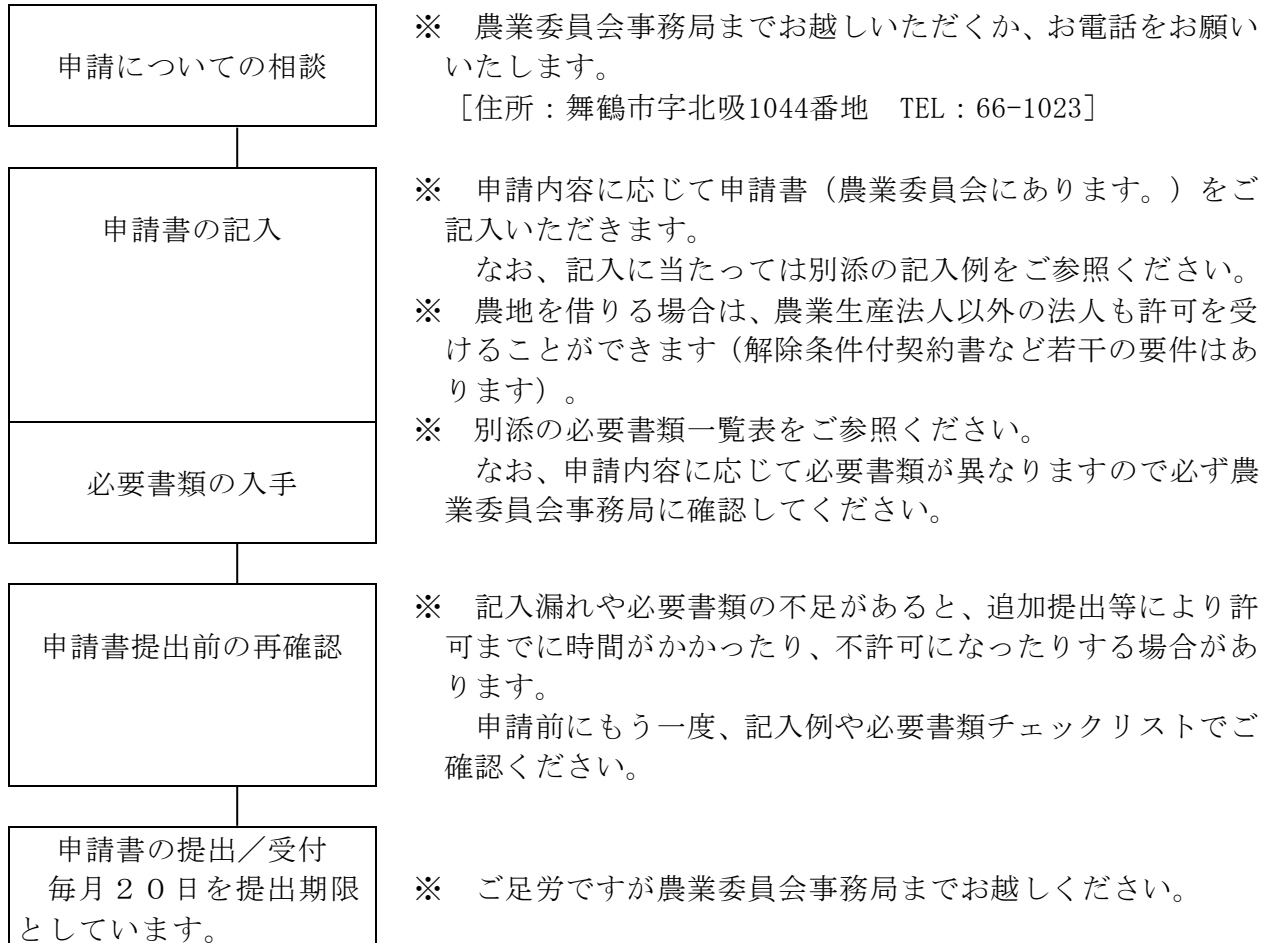 申請についての相談
※　農業委員会事務局までお越しいただくか、お電話をお願い
いたします。
［住所：舞鶴市字北吸1044番地　TEL：66-1023］
申請書の記入
※　申請内容に応じて申請書（農業委員会にあります。）をご
記入いただきます。
なお、記入に当たっては別添の記入例をご参照ください。
※　農地を借りる場合は、農業生産法人以外の法人も許可を受
けることができます（解除条件付契約書など若干の要件はあ
ります）。
必要書類の入手
※　別添の必要書類一覧表をご参照ください。
なお、申請内容に応じて必要書類が異なりますので必ず農
業委員会事務局に確認してください。
申請書提出前の再確認
※　記入漏れや必要書類の不足があると、追加提出等により許
可までに時間がかかったり、不許可になったりする場合があ
ります。
申請前にもう一度、記入例や必要書類チェックリストでご
確認ください。
申請書の提出／受付
毎月２０日を提出期限
としています。
※　ご足労ですが農業委員会事務局までお越しください。